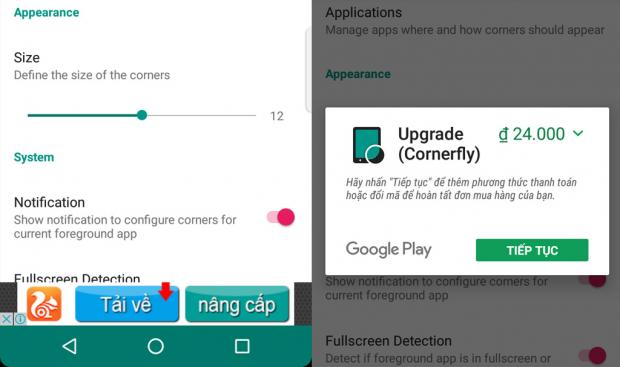 Appearance
Size
Define the size of the corners
12
System
Notification
Show notification to configure corners for
current foreground app
Fullscreen Detection
Tải về
nâng cấp
Applications
Manage apps where and how corners should appear
Appearance
Upgrade
(Cornerfly)
₫ 24.000
Hãy nhấn "Tiếp tục" để thêm phương thức thanh toán
hoặc đổi mã để hoàn tất đơn mua hàng của bạn.
Google Play
TIẾP TỤC
Show notification to configure corners for
current foreground app
Fullscreen Detection
Detect if foreground app is in fullscreen or